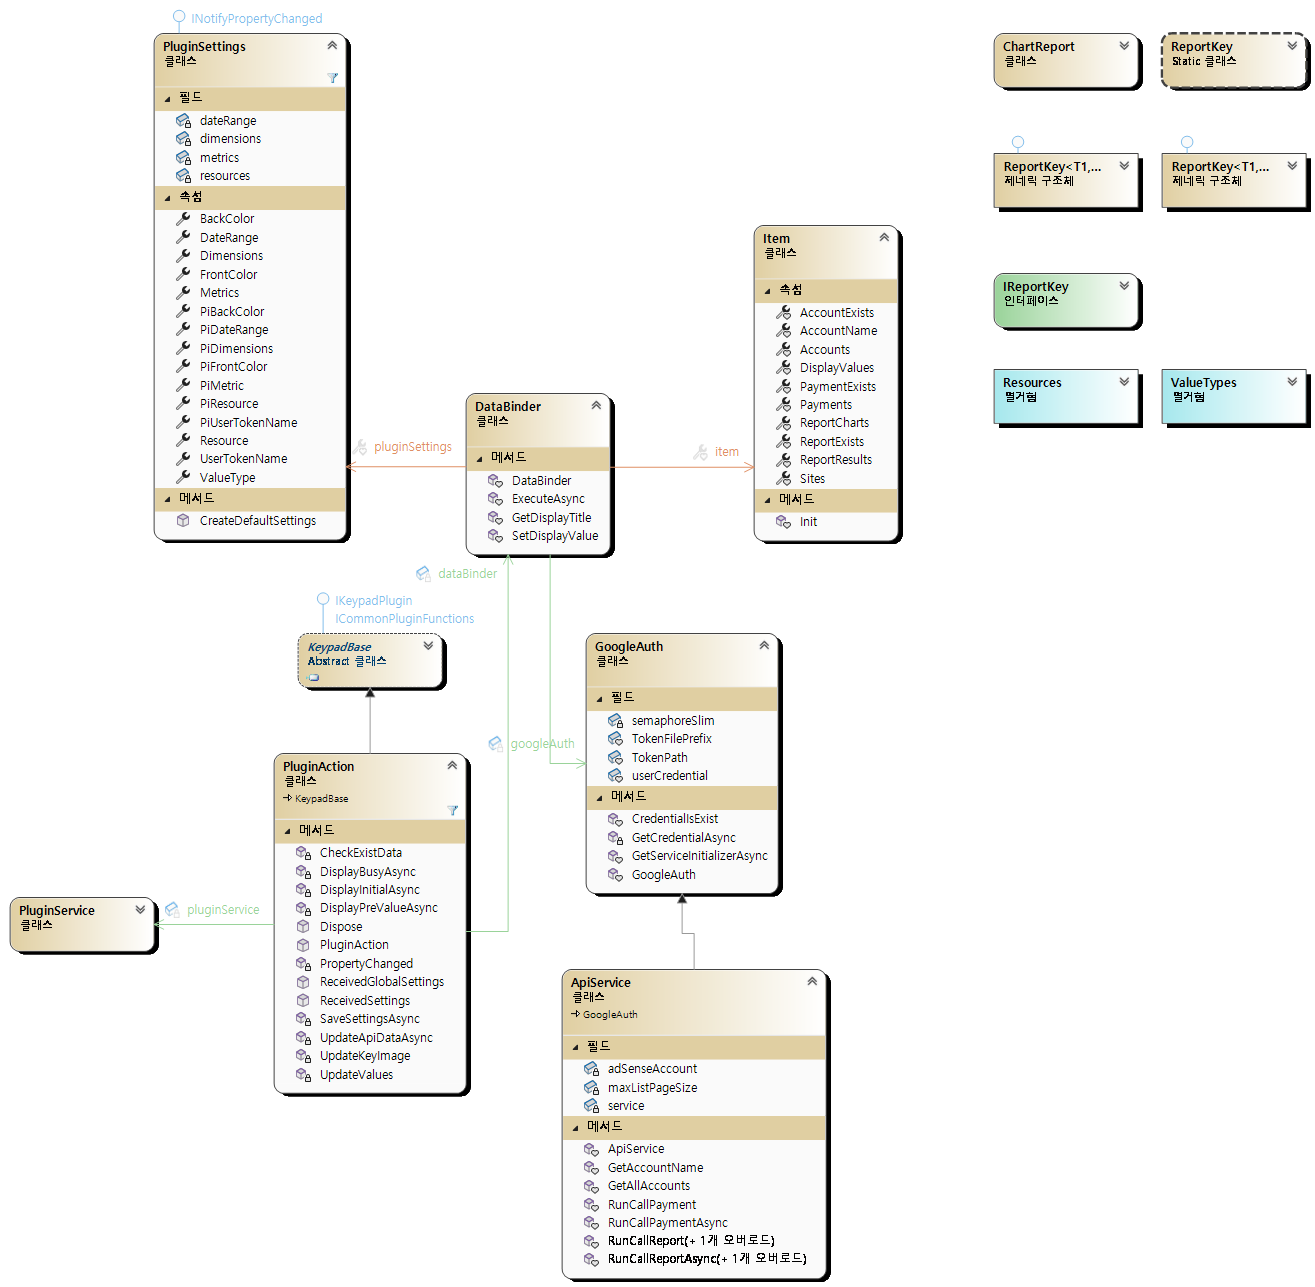 INotifyPropertyChanged
PluginSettings
클래스
필드
dateRange
dimensions
metrics
resources
속성
BackColor
DateRange
Dimensions
FrontColor
Metrics
PiBackColor
PiDateRange
PiDimensions
PiFrontColor
PiMetric
PiResource
PiUserTokenName
Resource
UserTokenName
ValueType
메서드
CreateDefaultSettings
ChartReport
클래스
ReportKey
Static 클래스
ReportKey<T1,...
제네릭 구조체
ReportKey<T1,...
제네릭 구조체
IReportKey
인터페이스
Resources
열거형
ValueTypes
열거형
Item
클래스
속성
AccountExists
AccountName
Accounts
DisplayValues
PaymentExists
Payments
ReportCharts
ReportExists
ReportResults
Sites
메서드
Init
DataBinder
클래스
메서드
DataBinder
ExecuteAsync
GetDisplayTitle
SetDisplayValue
pluginSettings
item
dataBinder
IKeypadPlugin
ICommonPluginFunctions
KeypadBase
Abstract 클래스
googleAuth
GoogleAuth
클래스
필드
semaphoreSlim
TokenFilePrefix
TokenPath
userCredential
메서드
CredentialIsExist
GetCredentialAsync
GetServiceInitializerAsync
GoogleAuth
PluginAction
클래스
KeypadBase
메서드
CheckExistData
DisplayBusyAsync
DisplayInitialAsync
DisplayPreValueAsync
Dispose
PluginAction
PropertyChanged
ReceivedGlobalSettings
ReceivedSettings
SaveSettingsAsync
UpdateApiDataAsync
UpdateKeyImage
UpdateValues
PluginService
클래스
pluginService
ApiService
클래스
GoogleAuth
필드
adSenseAccount
maxListPageSize
service
메서드
ApiService
GetAccountName
GetAllAccounts
RunCallPayment
RunCallPaymentAsync
RunCallReport(+ 1개 오버로드)
RunCallReportAsync(+ 1개 오버로드)